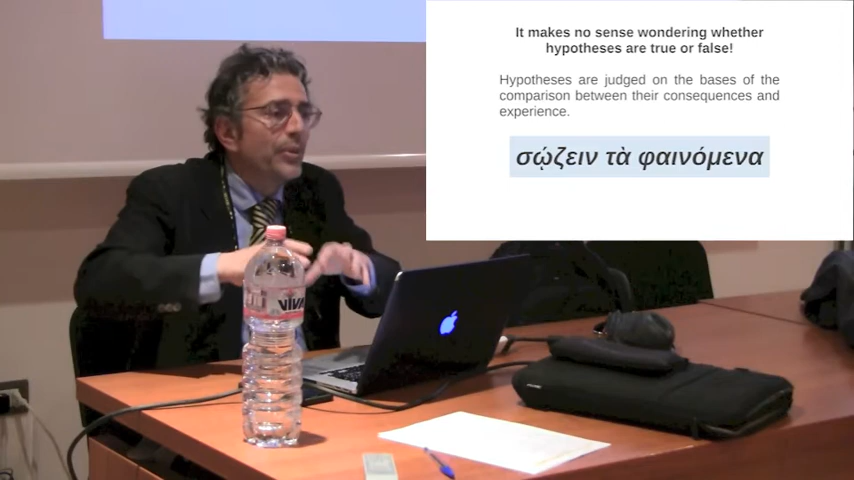 It makes no sense wondering whether
hypotheses are true or false!
Hypotheses are judged on the bases of the
comparison between their consequences and
experience.
σῴζειν τὰ φαινόμενα
VIVA